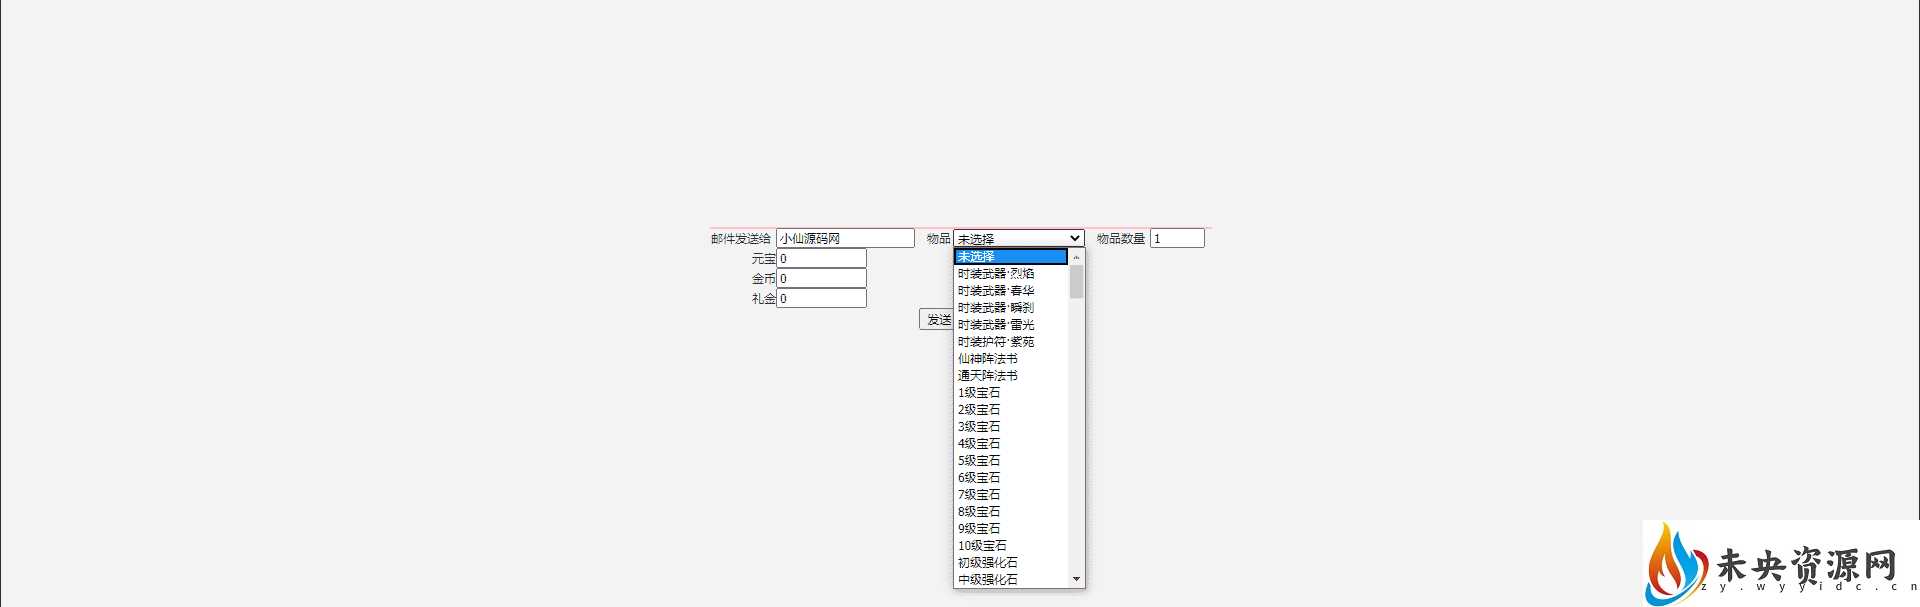 邮件发送给 小仙源码网 物品 未选择 物品数量 1
元宝 0
金币 0
礼金 0
发送
未选择
时装武器·烈焰
时装武器·春华
时装武器·瞬刹
时装武器·雷光
时装护符·紫苑
仙神阵法书
通天阵法书
1级宝石
2级宝石
3级宝石
4级宝石
5级宝石
6级宝石
7级宝石
8级宝石
9级宝石
10级宝石
初级强化石
中级强化石
未央资源网
zy.wyyidc.cn